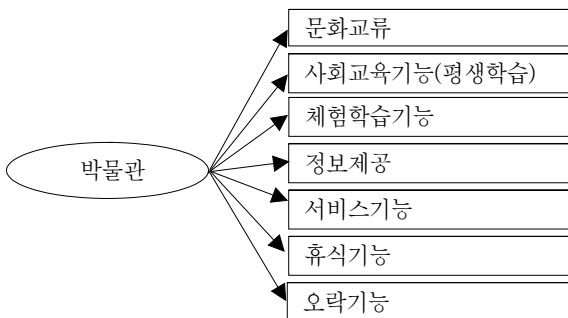 문화교류
사회교육기능(평생학습)
체험학습기능
박물관
정보제공
서비스기능
휴식기능
오락기능